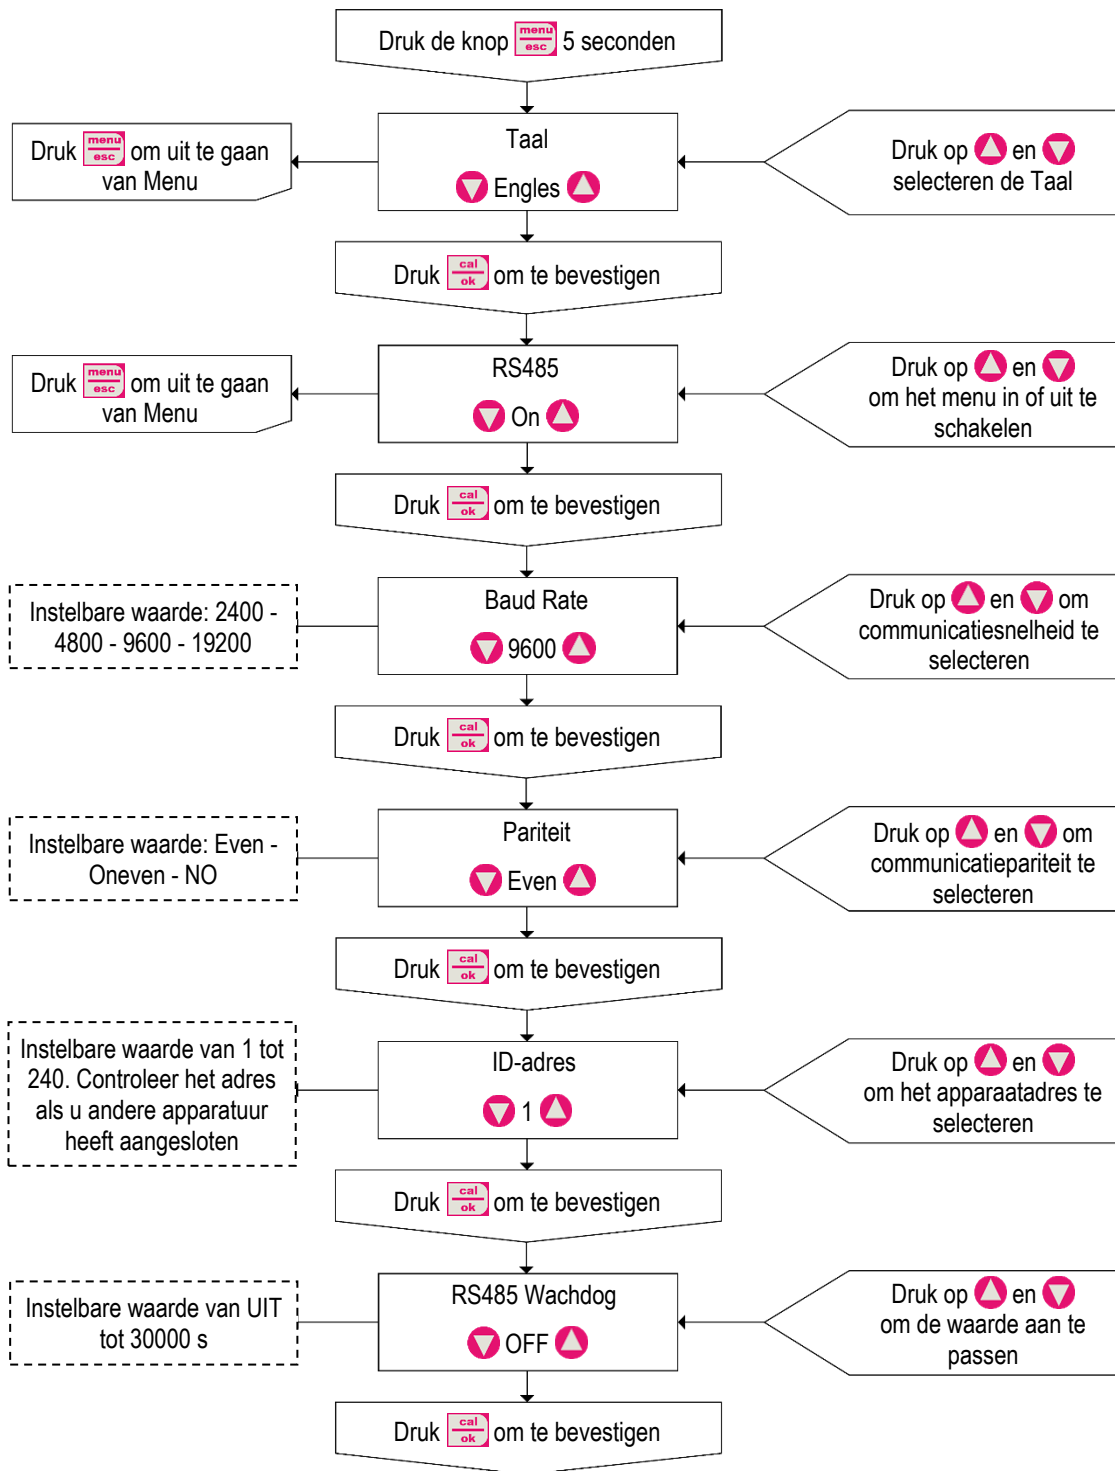 Druk de knop menu esc 5 seconden
Druk menu esc om uit te gaan
van Menu
Taal
Engles
Druk op en
selecteren de Taal
Druk cal ok om te bevestigen
Druk menu esc om uit te gaan
van Menu
RS485
On
Druk op en
om het menu in of uit te
schakelen
Druk cal ok om te bevestigen
Instelbare waarde: 2400 -
4800 - 9600 - 19200
Baud Rate
9600
Druk op en om
communicatiesnelheid te
selecteren
Druk cal ok om te bevestigen
Instelbare waarde: Even -
Oneven - NO
Pariteit
Even
Druk op en om
communicatiepariteit te
selecteren
Druk cal ok om te bevestigen
Instelbare waarde van 1 tot
240. Controleer het adres
als u andere apparatuur
heeft aangesloten
ID-adres
1
Druk op en
om het apparaatadres te
selecteren
Druk cal ok om te bevestigen
Instelbare waarde van UIT
tot 30000 s
RS485 Wachdog
OFF
Druk op en
om de waarde aan te
passen
Druk cal ok om te bevestigen